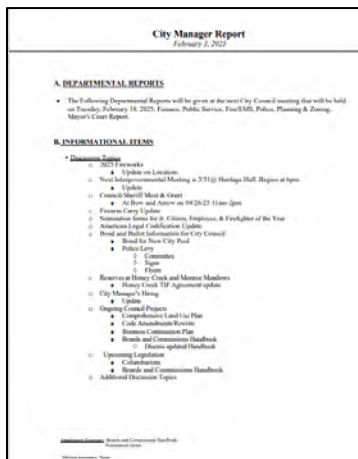 City Manager Report
February 3, 2025
A. DEPARTMENTAL REPORTS
• The Following Departmental Reports will be given at the next City Council meeting that will be held
on Tuesday, February 18, 2025: Finance, Public Service, Fire/EMS, Police, Planning & Zoning,
Mayor's Court Report.
B. INFORMATIONAL ITEMS
• Discussion Topics
○ 2025 Fireworks
♦ Update on Location
○ Next Intergovernmental Meeting is 3/31@ Heritage Hall. Begins at 6pm.
♦ Update
○ Council/Sheriff Meet & Greet
♦ At Bow and Arrow on 04/26/25 11am-2pm
○ Firearm Carry Update
○ Nomination forms for Jr. Citizen, Employee, & Firefighter of the Year
○ American Legal Codification Update
○ Bond and Ballot Information for City Council
♦ Bond for New City Pool
♦ Police Levy
○ Committee
○ Signs
○ Flyers
○ Reserves at Honey Creek and Monroe Meadows
♦ Honey Creek TIF Agreement update
○ City Manager's Hiring
♦ Update
○ Ongoing Council Projects
♦ Comprehensive Land Use Plan
♦ Code Amendments/Rewrite
♦ Business Continuation Plan
♦ Boards and Commissions Handbook
○ Discuss updated Handbook
○ Upcoming Legislation
♦ Columbarium
♦ Boards and Commissions Handbook
○ Additional Discussion Topics
Boards and Commissions Handbook
Nomination forms